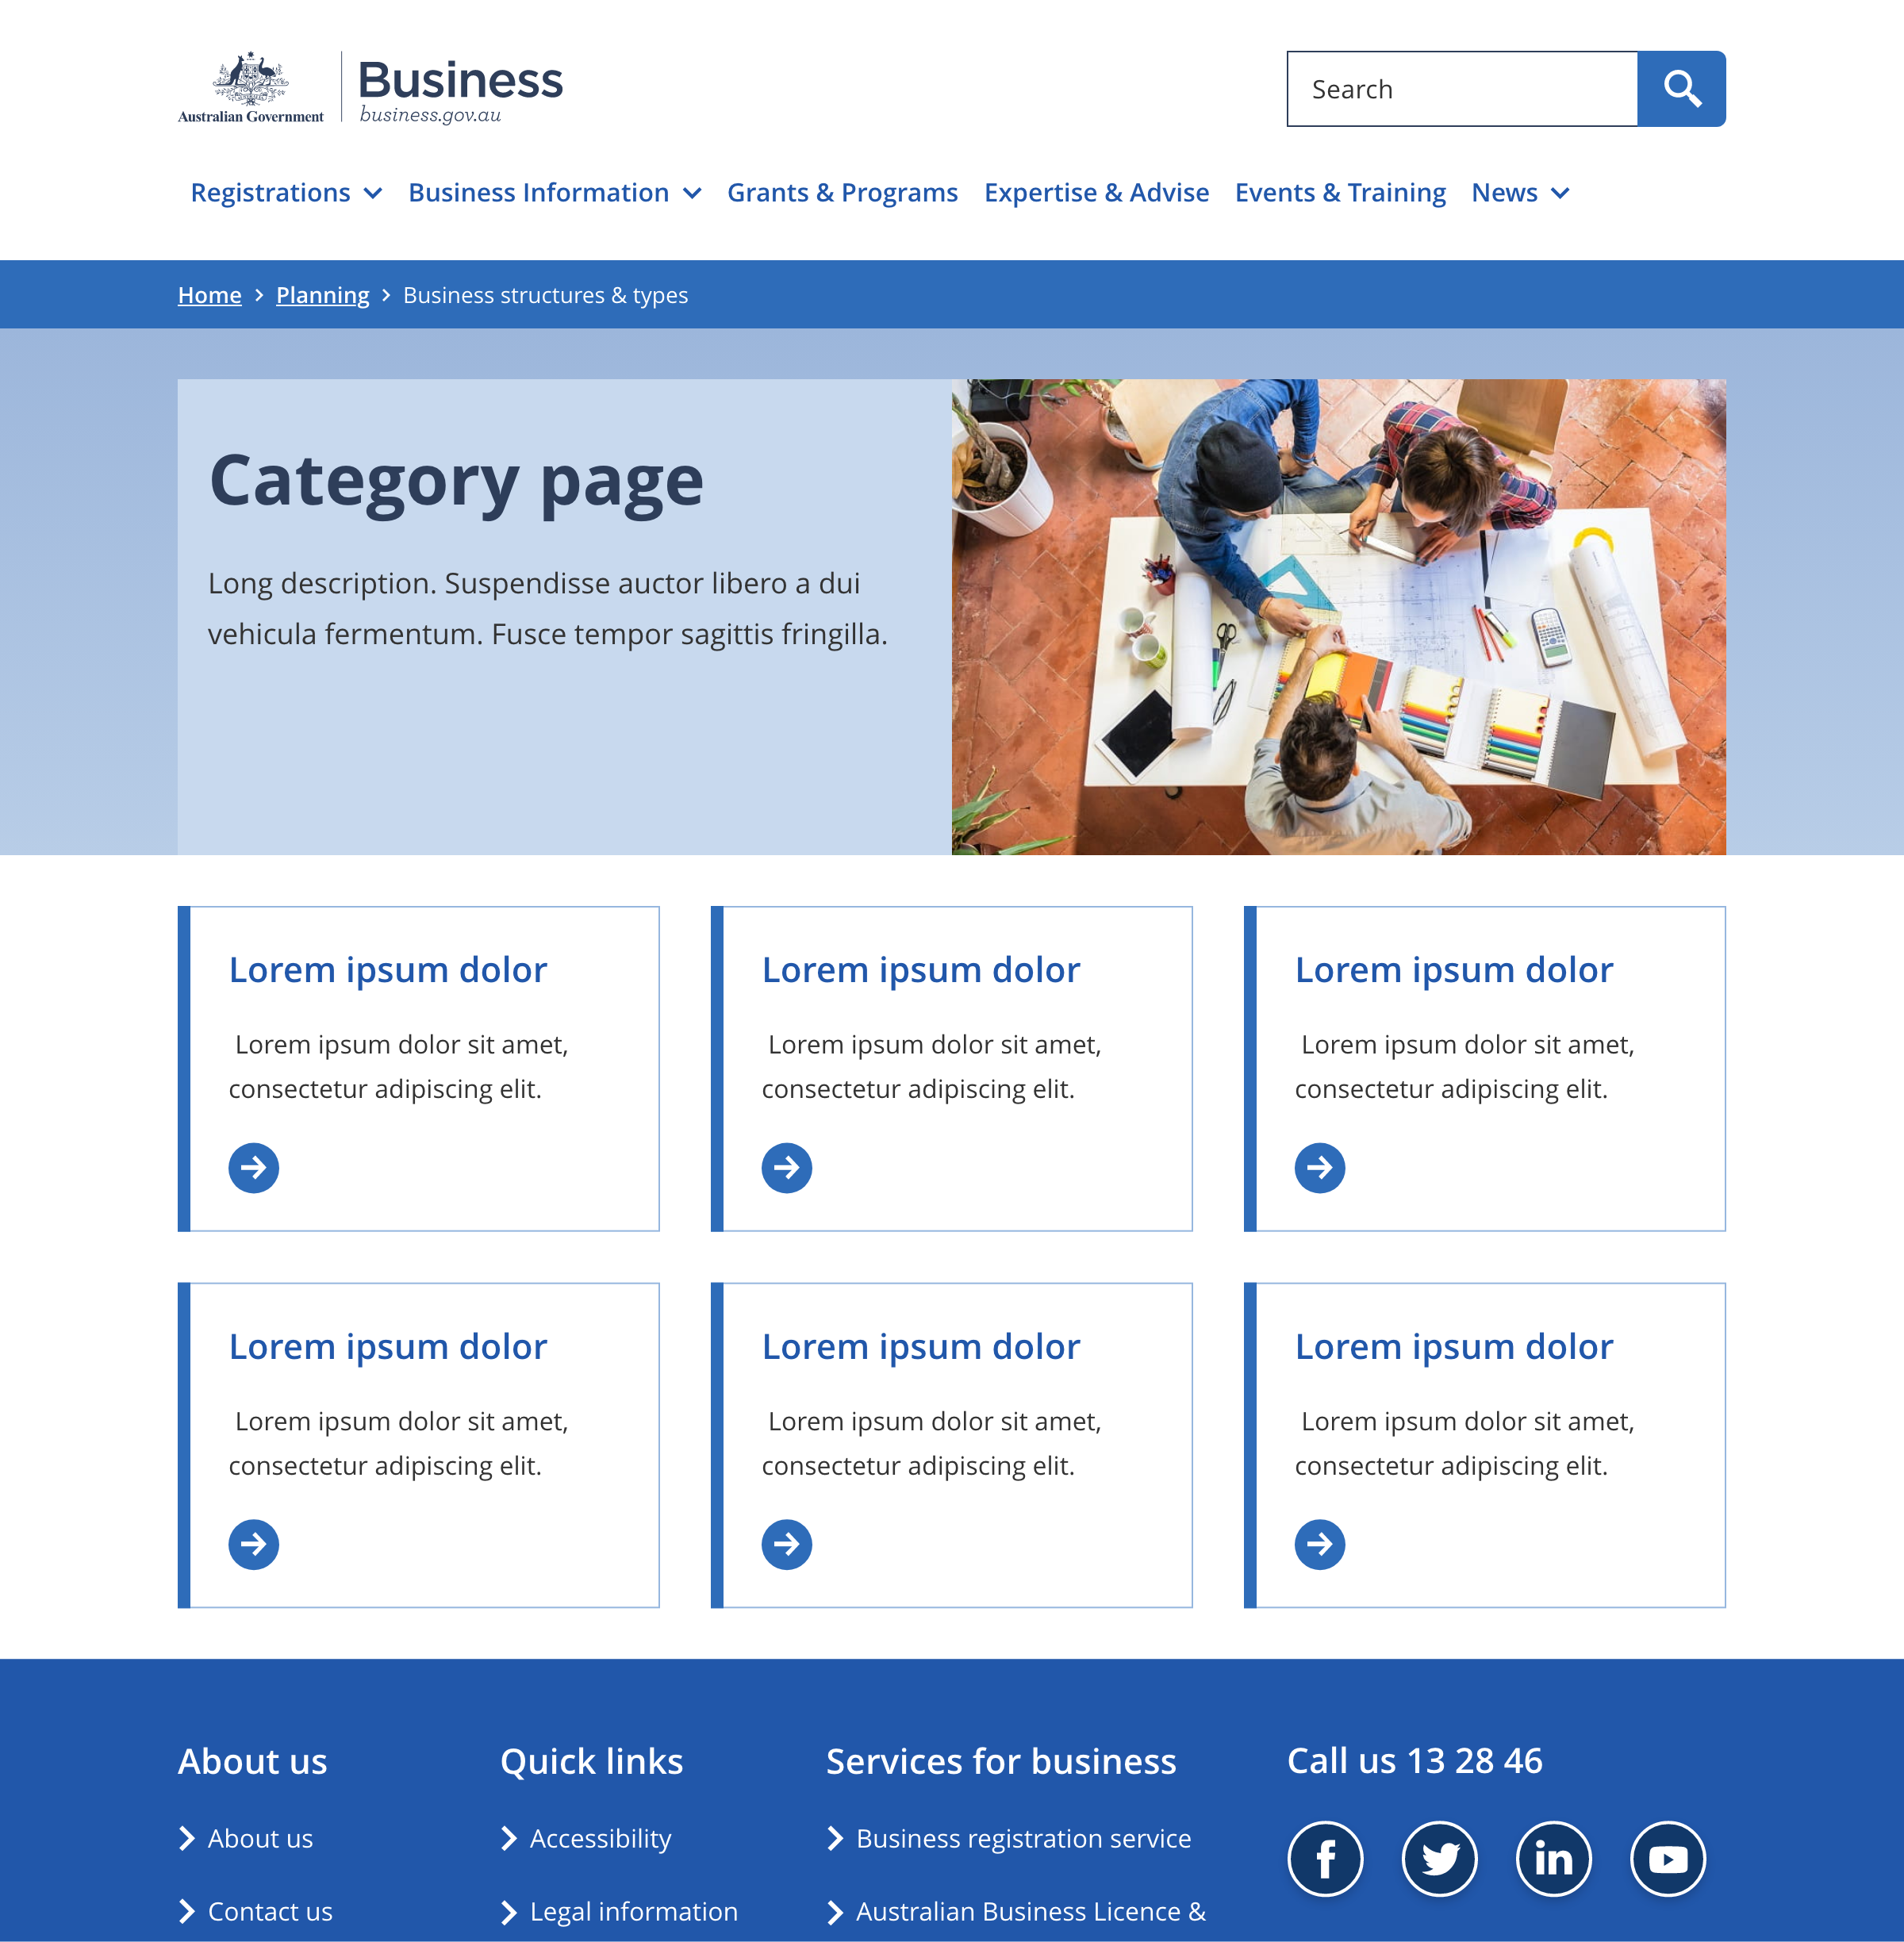 Australian Government
Business
business.gov.au
Search
Registrations Business Information Grants & Programs Expertise & Advise Events & Training News
Home Planning Business structures & types
Category page
Long description. Suspendisse auctor libero a dui
vehicula fermentum. Fusce tempor sagittis fringilla.
Lorem ipsum dolor
Lorem ipsum dolor sit amet,
consectetur adipiscing elit.
Lorem ipsum dolor
Lorem ipsum dolor sit amet,
consectetur adipiscing elit.
Lorem ipsum dolor
Lorem ipsum dolor sit amet,
consectetur adipiscing elit.
Lorem ipsum dolor
Lorem ipsum dolor sit amet,
consectetur adipiscing elit.
Lorem ipsum dolor
Lorem ipsum dolor sit amet,
consectetur adipiscing elit.
Lorem ipsum dolor
Lorem ipsum dolor sit amet,
consectetur adipiscing elit.
About us
About us
Contact us
Quick links
Accessibility
Legal information
Services for business
Business registration service
Australian Business Licence &
Call us 13 28 46